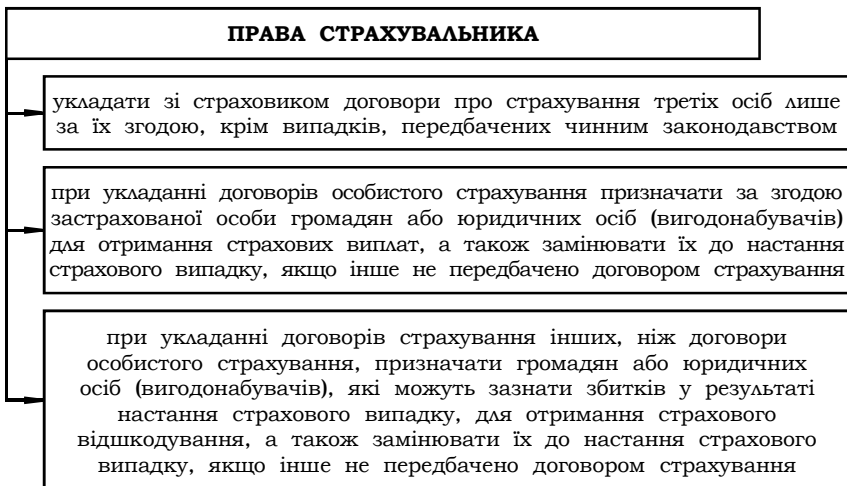 ПРАВА СТРАХУВАЛЬНИКА
укладати зі страховиком договори про страхування третіх осіб лише
за їх згодою, крім випадків, передбачених чинним законодавством
при укладанні договорів особистого страхування призначати за згодою
застрахованої особи громадян або юридичних осіб (вигодонабувачів)
для отримання страхових виплат, а також замінювати їх до настання
страхового випадку, якщо інше не передбачено договором страхування
при укладанні договорів страхування інших, ніж договори
особистого страхування, призначати громадян або юридичних
осіб (вигодонабувачів), які можуть зазнати збитків у результаті
настання страхового випадку, для отримання страхового
відшкодування, а також замінювати їх до настання страхового
випадку, якщо інше не передбачено договором страхування